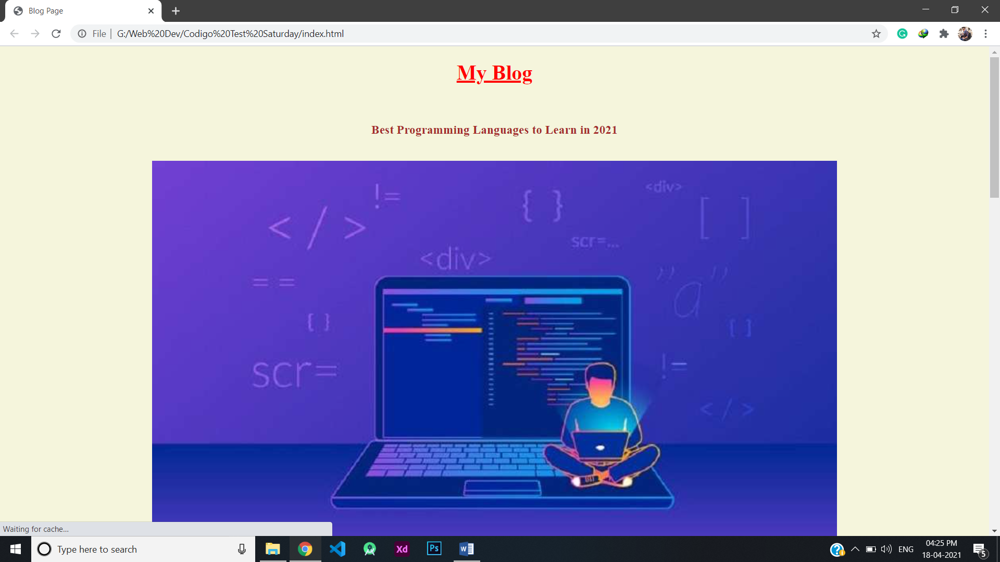 Blog Page
File | G:/Web%20Dev/Codigo%20Test%20Saturday/index.html
My Blog
Best Programming Languages to Learn in 2021
!=
{ }
<div>
[ ]
< / >
scr=...
<div>
" a "
= =
{ }
{ }
scr=
!=
< / >
Waiting for cache...
Type here to search
Xd
Ps
W
ENG
04:25 PM
18-04-2021
5